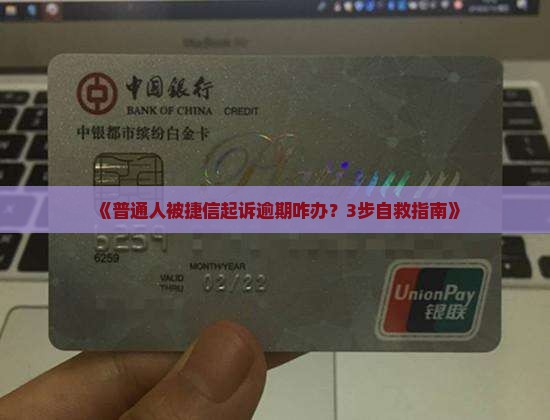 中国银行
BANK OF CHINA CREDIT
中银都市缤纷白金卡
Platinum
《普通人被捷信起诉逾期咋办？3步自救指南》
6259
6259
MONTH/YEAR
VALID
THRU
02/22
UnionPay
银联